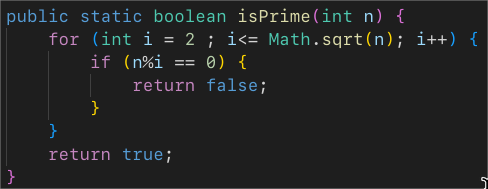 public static boolean isPrime(int n) {
    for (int i = 2 ; i<= Math.sqrt(n); i++) {
        if (n%i == 0) {
            return false;
        }
    }
    return true;
}